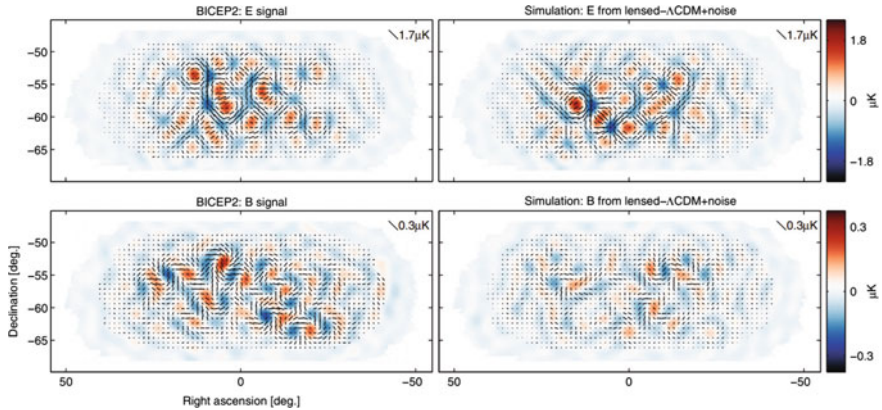 BICEP2: E signal
Simulation: E from lensed-ΛCDM+noise
−50
−55
−60
−65
1.7μK
1.7μK
1.8
0
−1.8
μK
BICEP2: B signal
Simulation: B from lensed-ΛCDM+noise
−50
−55
−60
−65
0.3μK
0.3μK
0.3
0
−0.3
μK
Declination [deg.]
50
0
−50
50
0
−50
Right ascension [deg.]